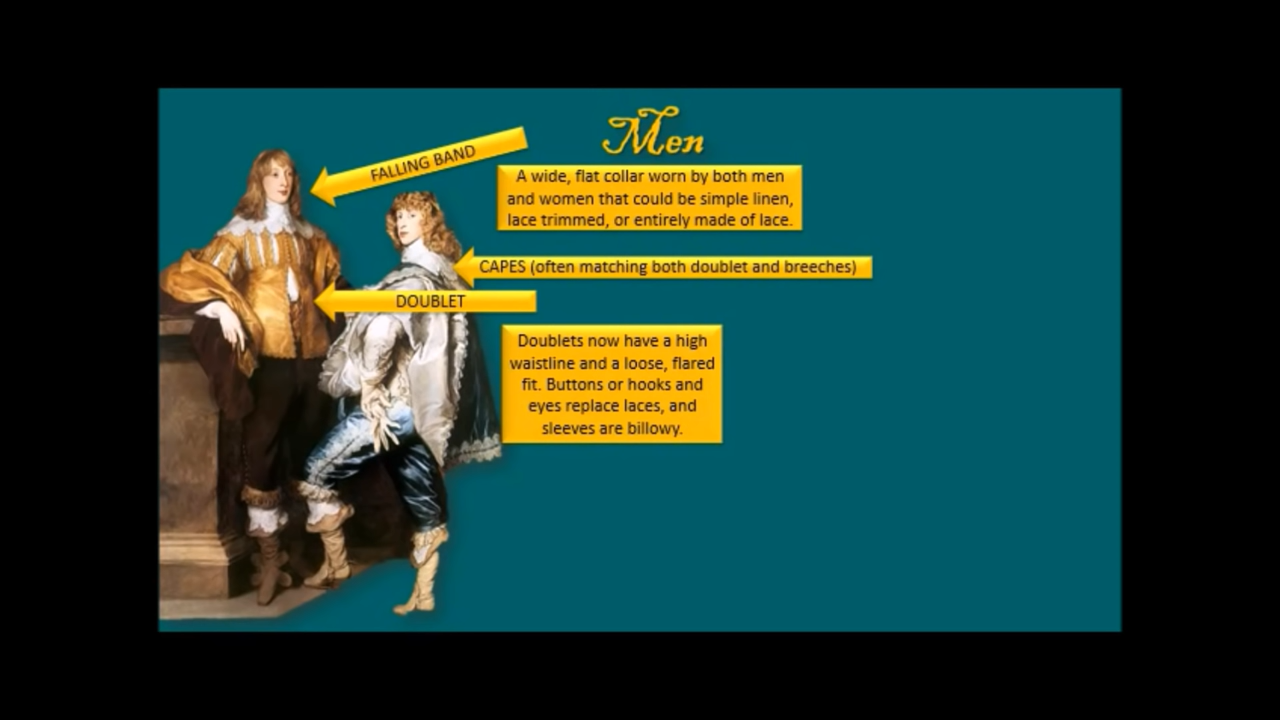 Men
FALLING BAND
A wide, flat collar worn by both men
and women that could be simple linen,
lace trimmed, or entirely made of lace.
CAPES (often matching both doublet and breeches)
DOUBLET
Doublets now have a high
waistline and a loose, flared
fit. Buttons or hooks and
eyes replace laces, and
sleeves are billowy.